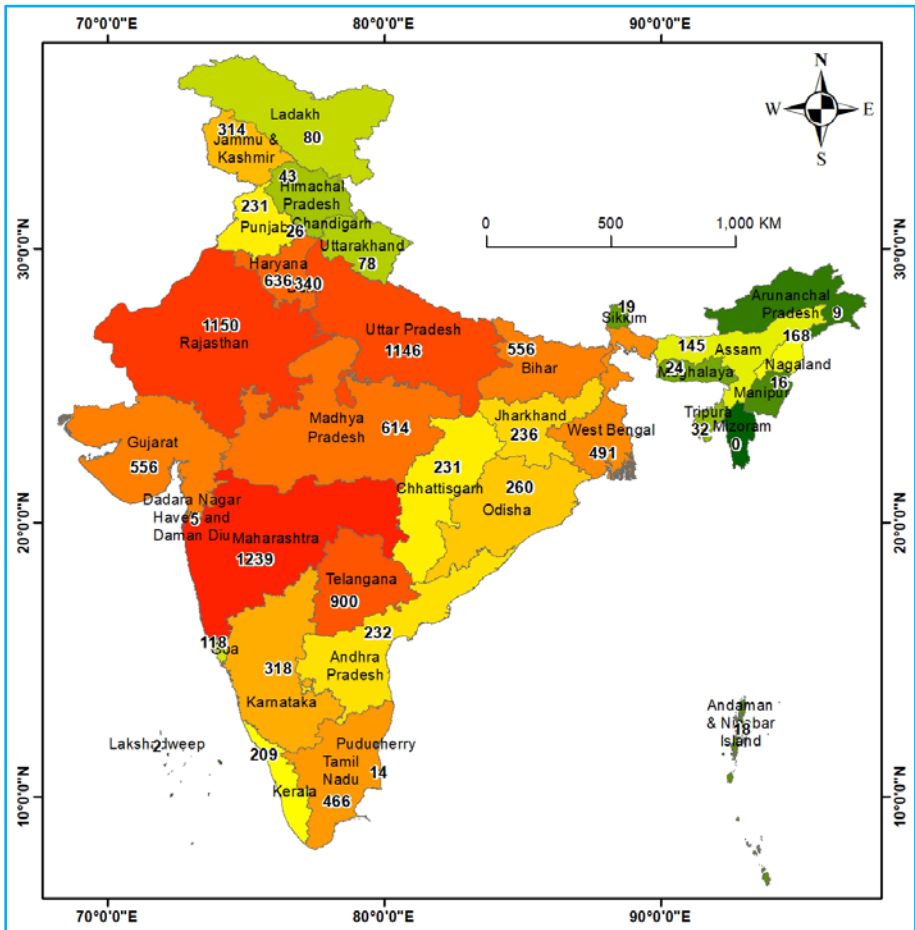 70°0'0"E 80°0'0"E 90°0'0"E
N
W E
S
Ladakh
80
314
Jammu &
Kashmir
43
Himachal
Pradesh
231
Punjab
Chandigarh
26
Uttarakhand
78
0 500 1,000 KM
30°0'0"N
30°0'0"N
Haryana
636
340
1150
Rajasthan
Uttar Pradesh
1146
556
Bihar
19
Sikkim
Arunanchal
Pradesh
9
168
145
Assam
Nagaland
24
Meghalaya
16
Manipur
Tripura
32
Mizoram
0
Madhya
Pradesh
614
Jharkhand
236
West Bengal
491
Gujarat
556
231
Chhattisgarh
260
Odisha
Dadara Nagar
Haveli and
Daman Diu
5
20°0'0"N
20°0'0"N
Maharashtra
1239
Telangana
900
118
Goa
232
Andhra
Pradesh
318
Karnataka
Andaman
& Nicobar
Island
18
Lakshadweep
2
209
Kerala
Puducherry
14
Tamil
Nadu
466
10°0'0"N
10°0'0"N
70°0'0"E 80°0'0"E 90°0'0"E